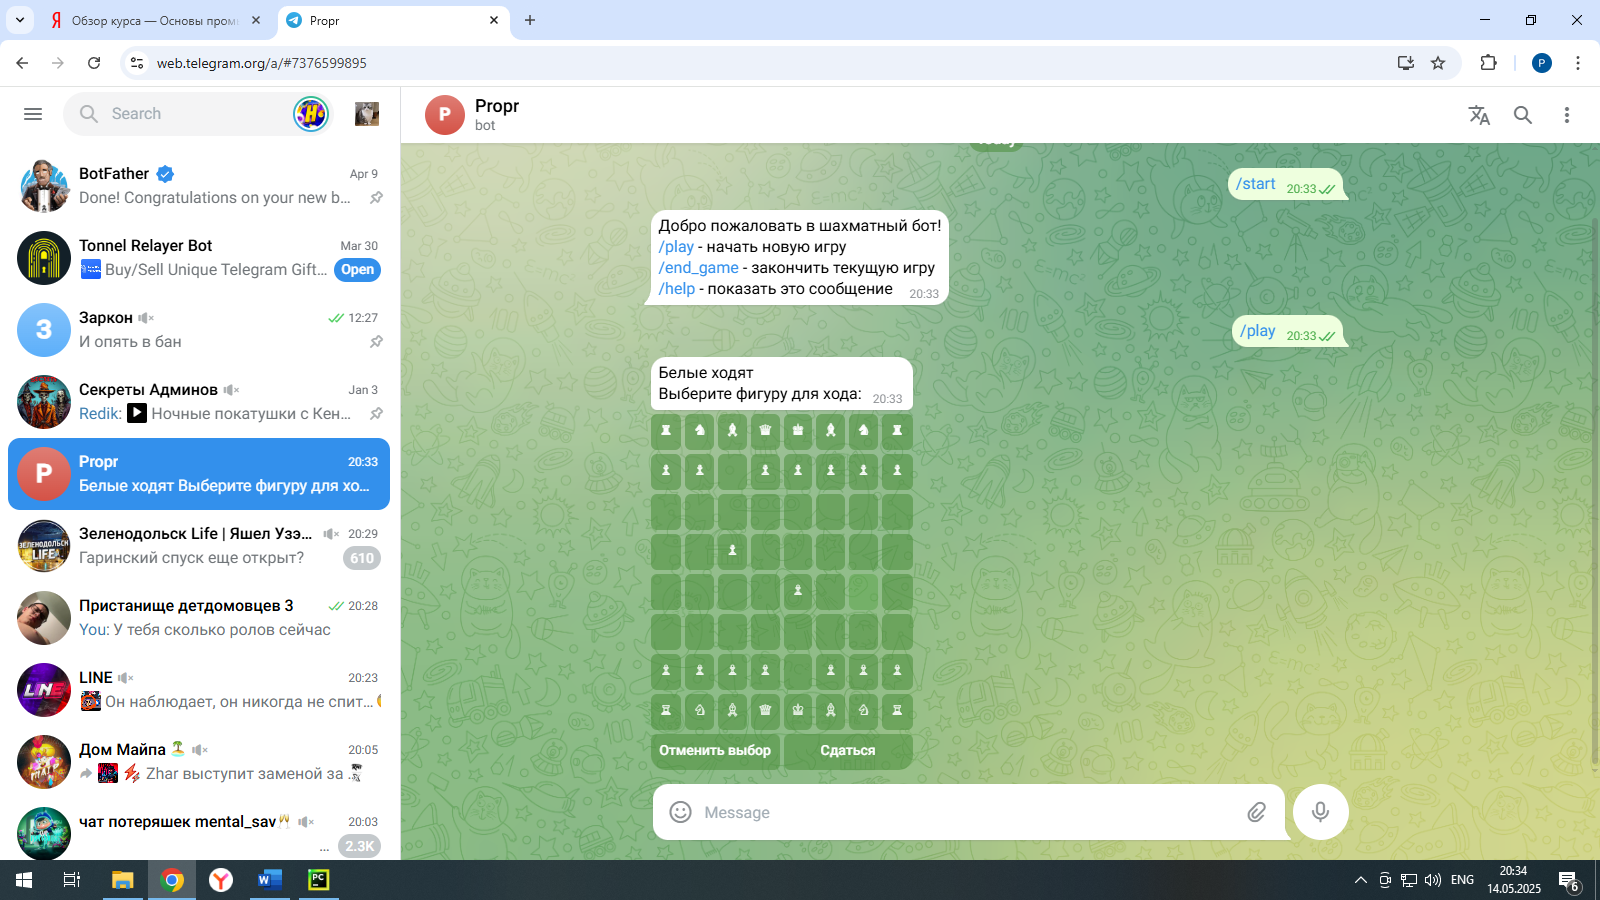 Обзор курса — Основы пром
Propr
web.telegram.org/a/#7376599895
P
Search
P
Propr
bot
Today
BotFather
Apr 9
Done! Congratulations on your new b...
Tonnel Relayer Bot
Mar 30
Buy/Sell Unique Telegram Gift...
Open
З
Заркон
12:27
И опять в бан
Секреты Админов
Jan 3
Redik: Ночные покатушки с Кен...
P
Propr
20:33
Белые ходят Выберите фигуру для хо...
Зеленодольск Life | Яшел Узэ...
20:29
Гаринский спуск еще открыт?
610
Пристанище детдомовцев 3
20:28
You: У тебя сколько ролов сейчас
LINE
20:23
Он наблюдает, он никогда не спит...
Дом Майпа
20:05
Zhar выступит заменой за
чат потеряшек mental_sav
20:03
...
2.3K
/start 20:33
Добро пожаловать в шахматный бот!
/play - начать новую игру
/end_game - закончить текущую игру
/help - показать это сообщение 20:33
/play 20:33
Белые ходят
Выберите фигуру для хода: 20:33
Отменить выбор
Сдаться
Message
ENG
20:34
14.05.2025
6